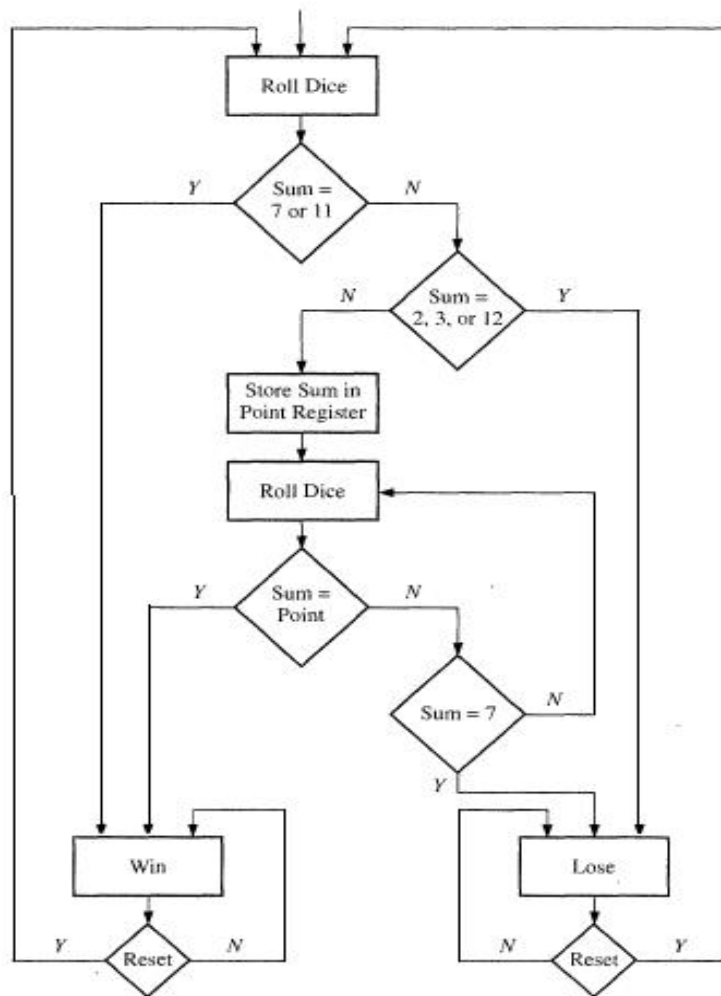 Roll Dice
Y
Sum =
7 or 11
N
N
Sum =
2, 3, or 12
Y
Store Sum in
Point Register
Roll Dice
Y
Sum =
Point
N
Sum = 7
N
Y
Win
Lose
Y
Reset
N
N
Reset
Y